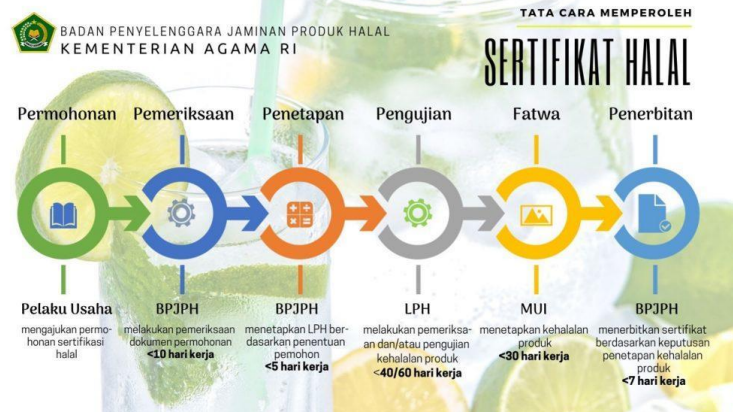 BADAN PENYELENGGARA JAMINAN PRODUK HALAL
KEMENTERIAN AGAMA RI
TATA CARA MEMPEROLEH
SERTIFIKAT HALAL
Permohonan
Pemeriksaan
Penetapan
Pengujian
Fatwa
Penerbitan
Pelaku Usaha
mengajukan permo-
honan sertifikasi
halal
BPJPH
melakukan pemeriksaan
dokumen permohonan
<10 hari kerja
BPJPH
menetapkan LPH ber-
dasarkan penentuan
pemohon
<5 hari kerja
LPH
melakukan pemeriksa-
an dan/atau pengujian
kehalalan produk
<40/60 hari kerja
MUI
menetapkan kehalalan
produk
<30 hari kerja
BPJPH
menerbitkan sertifikat
berdasarkan keputusan
penetapan kehalalan
produk
<7 hari kerja